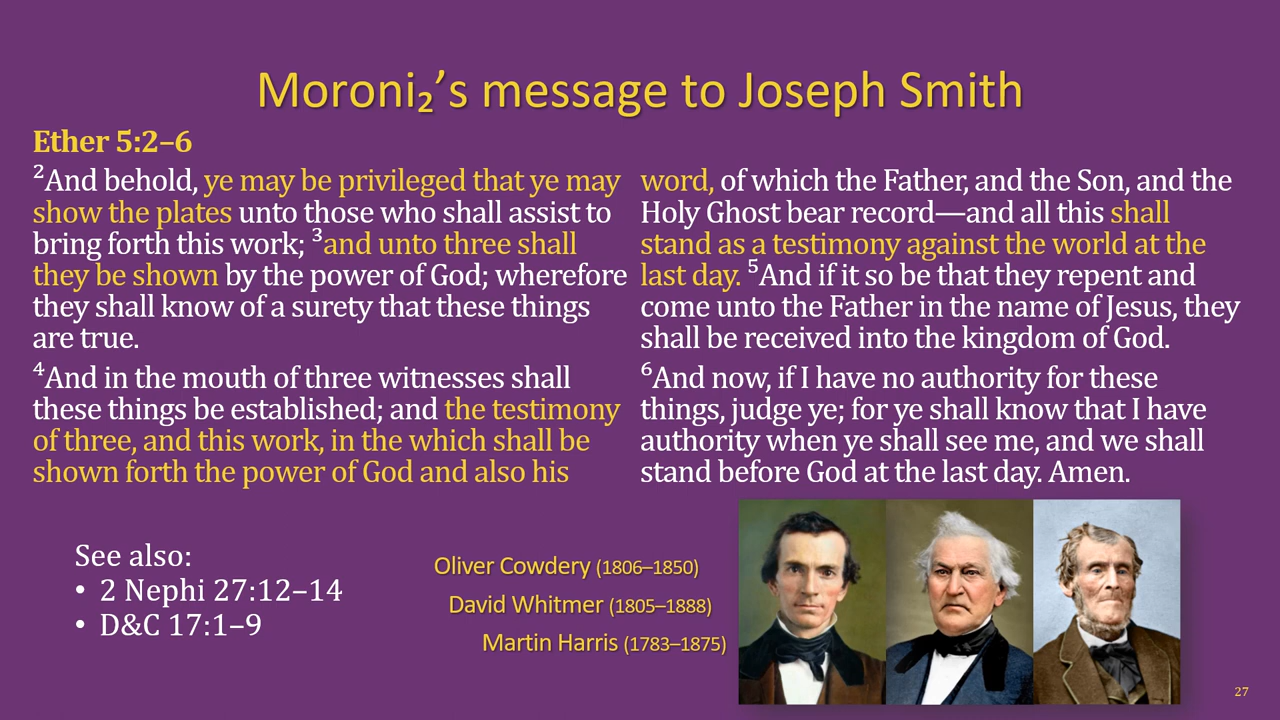 Moroni₂’s message to Joseph Smith
Ether 5:2–6
²And behold, ye may be privileged that ye may
show the plates unto those who shall assist to
bring forth this work; ³and unto three shall
they be shown by the power of God; wherefore
they shall know of a surety that these things
are true.
⁴And in the mouth of three witnesses shall
these things be established; and the testimony
of three, and this work, in the which shall be
shown forth the power of God and also his
word, of which the Father, and the Son, and the
Holy Ghost bear record—and all this shall
stand as a testimony against the world at the
last day. ⁵And if it so be that they repent and
come unto the Father in the name of Jesus, they
shall be received into the kingdom of God.
⁶And now, if I have no authority for these
things, judge ye; for ye shall know that I have
authority when ye shall see me, and we shall
stand before God at the last day. Amen.
See also:
• 2 Nephi 27:12–14
• D&C 17:1–9
Oliver Cowdery (1806–1850)
David Whitmer (1805–1888)
Martin Harris (1783–1875)
27